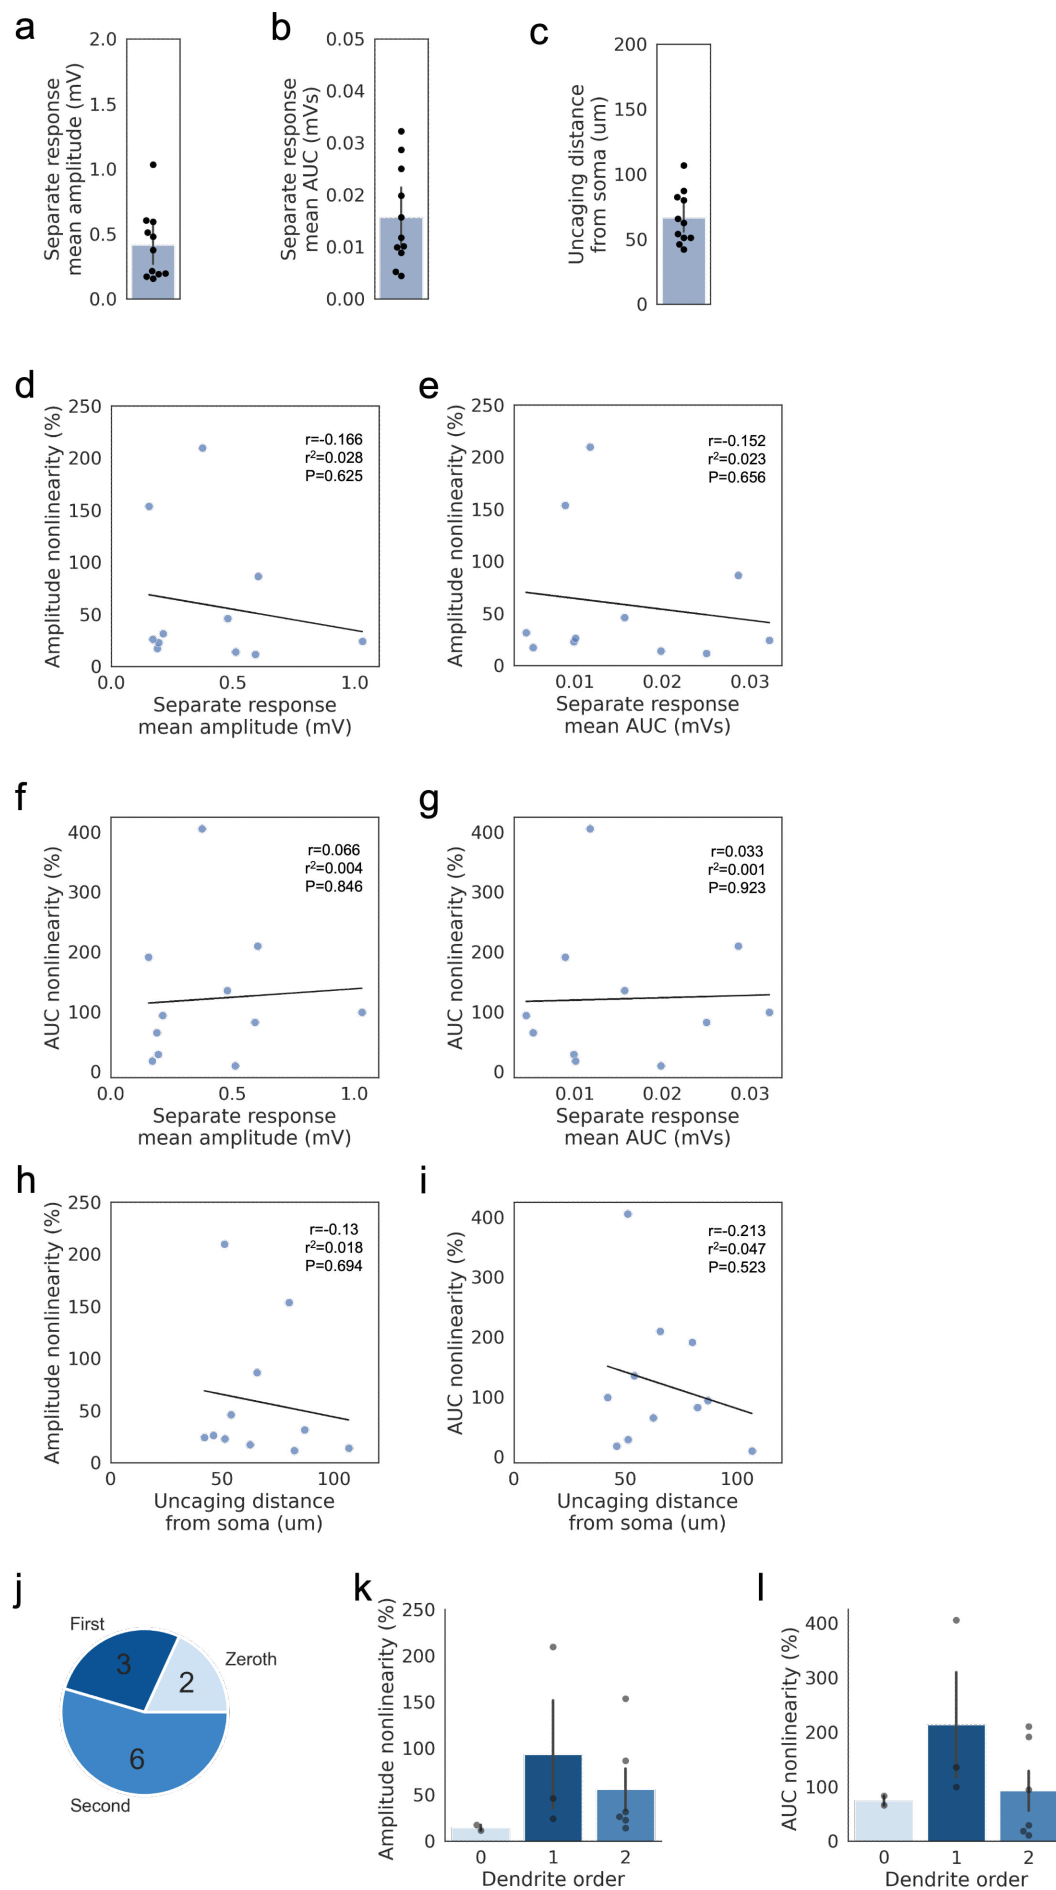 a
Separate response
mean amplitude (mV)
2.0
1.5
1.0
0.5
0.0
b
Separate response
mean AUC (mVs)
0.05
0.04
0.03
0.02
0.01
0.00
c
Uncaging distance
from soma (um)
200
150
100
50
0
d
Amplitude nonlinearity (%)
250
200
150
100
50
0
r=-0.166
r²=0.028
P=0.625
0.0 0.5 1.0
Separate response
mean amplitude (mV)
e
Amplitude nonlinearity (%)
250
200
150
100
50
0
r=-0.152
r²=0.023
P=0.656
0.01 0.02 0.03
Separate response
mean AUC (mVs)
f
AUC nonlinearity (%)
400
300
200
100
0
r=0.066
r²=0.004
P=0.846
0.0 0.5 1.0
Separate response
mean amplitude (mV)
g
AUC nonlinearity (%)
400
300
200
100
0
r=0.033
r²=0.001
P=0.923
0.01 0.02 0.03
Separate response
mean AUC (mVs)
h
Amplitude nonlinearity (%)
250
200
150
100
50
0
r=-0.13
r²=0.018
P=0.694
0 50 100
Uncaging distance
from soma (um)
i
AUC nonlinearity (%)
400
300
200
100
0
r=-0.213
r²=0.047
P=0.523
0 50 100
Uncaging distance
from soma (um)
j
First
3
Zeroth
2
6
Second
k
Amplitude nonlinearity (%)
250
200
150
100
50
0
0 1 2
Dendrite order
l
AUC nonlinearity (%)
400
300
200
100
0
0 1 2
Dendrite order